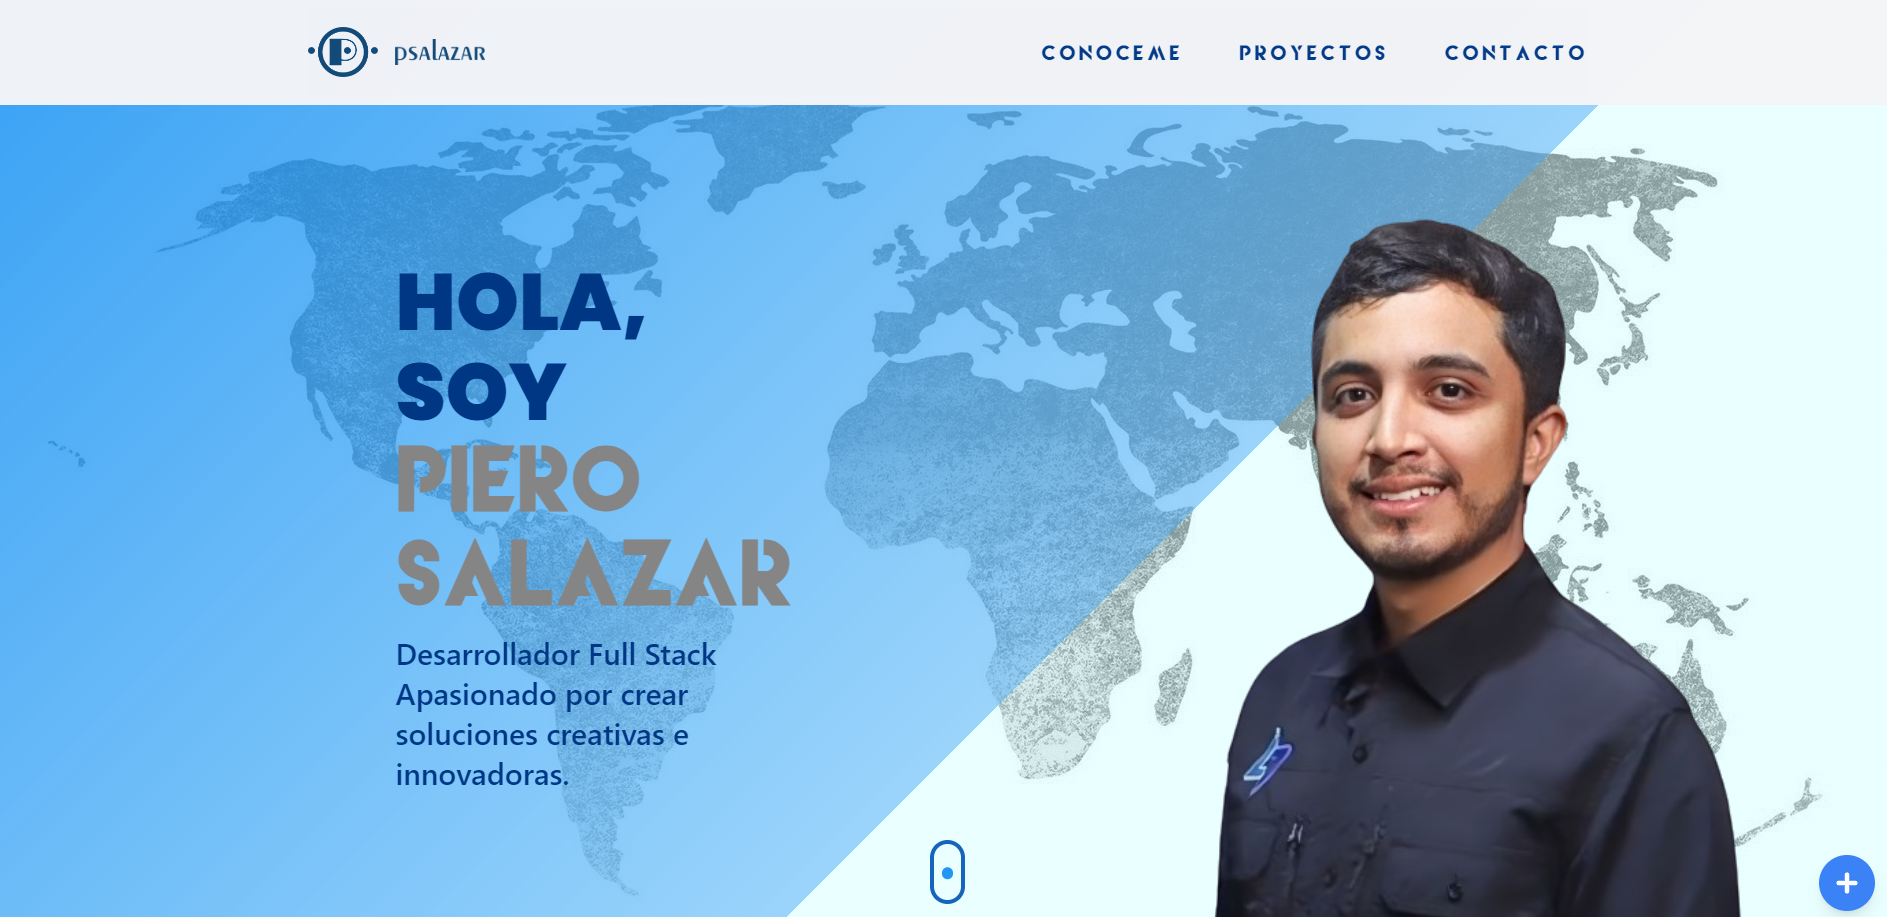 PSALAZAR
CONOCEME PROYECTOS CONTACTO
HOLA,
SOY
PIERO
SALAZAR
Desarrollador Full Stack
Apasionado por crear
soluciones creativas e
innovadoras.